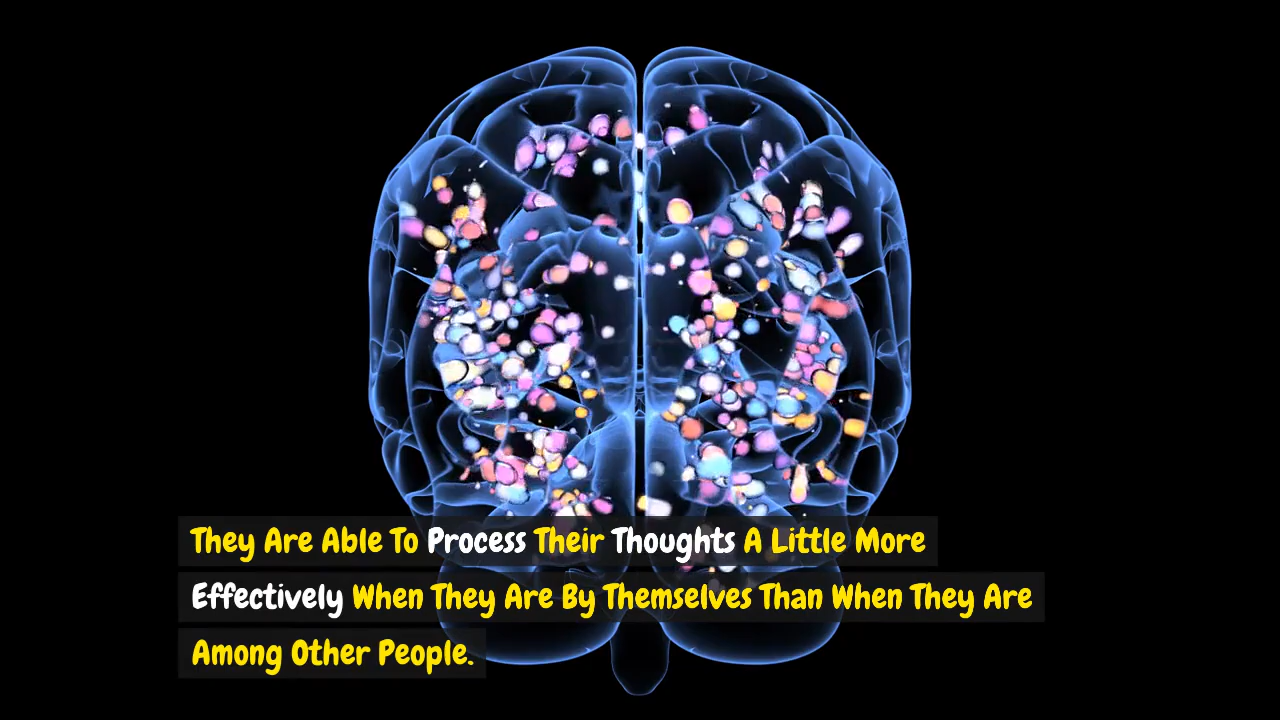 They Are Able To Process Their Thoughts A Little More
Effectively When They Are By Themselves Than When They Are
Among Other People.